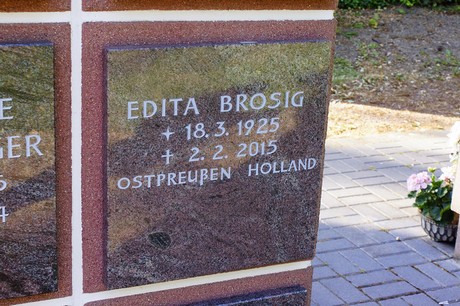 EDITA BROSIG
+ 18.3.1925
+ 2.2.2015
OSTPREUßEN HOLLAND